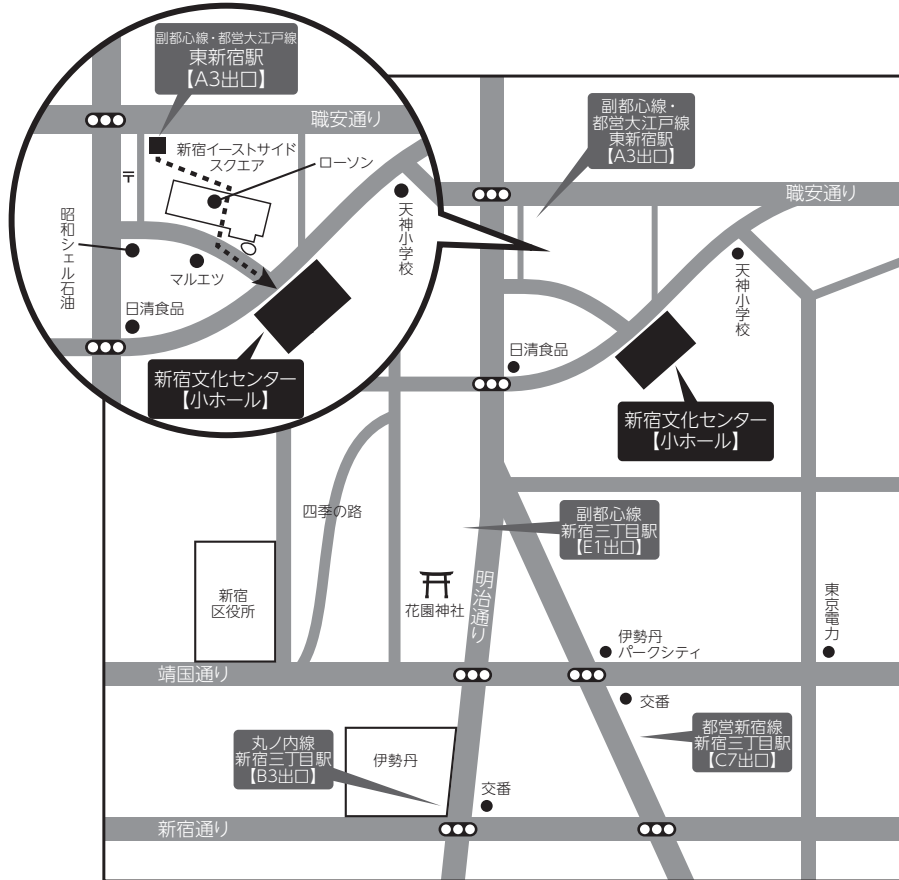 副都心線・都営大江戸線
東新宿駅
【A3出口】
職安通り
新宿イーストサイド
スクエア
ローソン
〒
昭和シェル石油
マルエツ
日清食品
天神小学校
新宿文化センター
【小ホール】
副都心線・
都営大江戸線
東新宿駅
【A3出口】
職安通り
天神小学校
日清食品
新宿文化センター
【小ホール】
四季の路
副都心線
新宿三丁目駅
【E1出口】
新宿
区役所
花園神社
明治通り
東京電力
伊勢丹
パークシティ
靖国通り
交番
都営新宿線
新宿三丁目駅
【C7出口】
丸ノ内線
新宿三丁目駅
【B3出口】
伊勢丹
交番
新宿通り